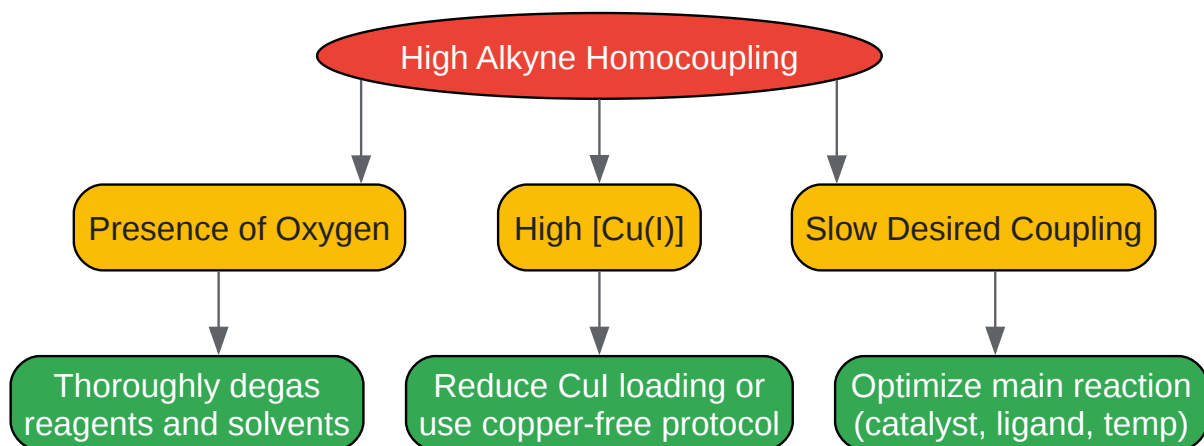 High Alkyne Homocoupling
Presence of Oxygen
High [Cu(I)]
Slow Desired Coupling
Thoroughly degas
reagents and solvents
Reduce CuI loading or
use copper-free protocol
Optimize main reaction
(catalyst, ligand, temp)